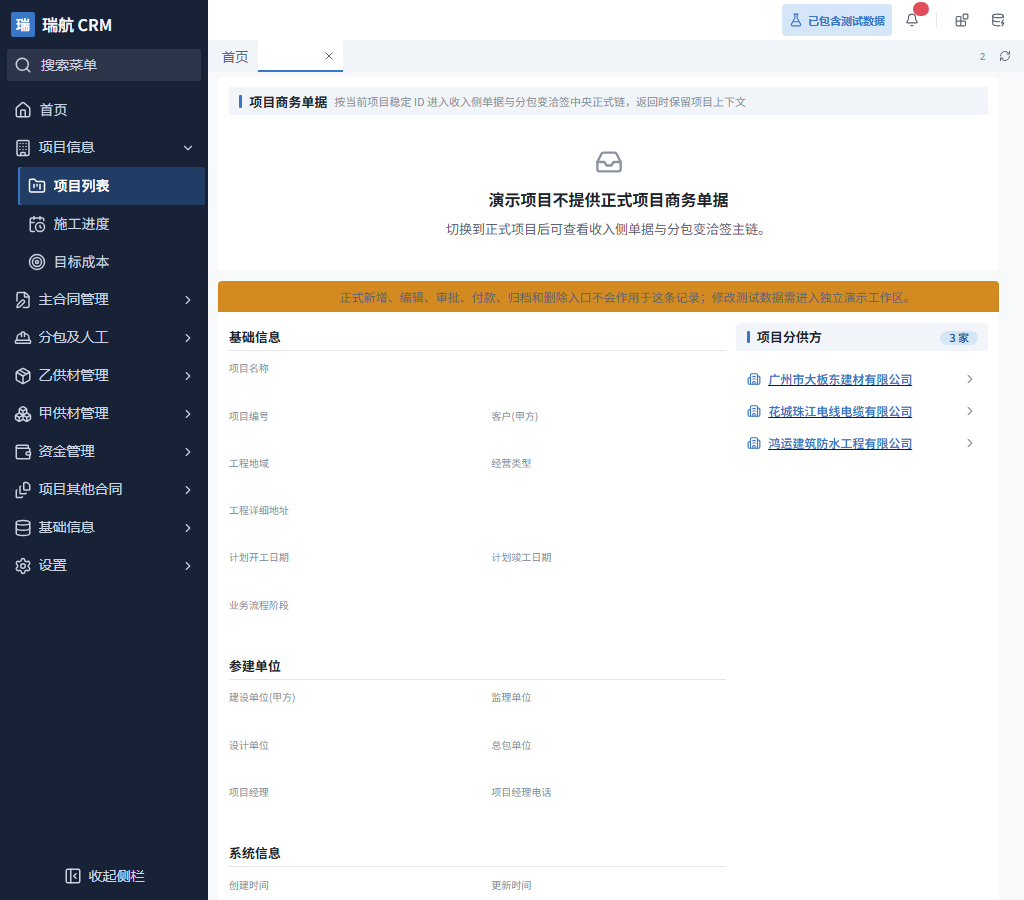 瑞 瑞航 CRM
搜索菜单
首页
项目信息
项目列表
施工进度
目标成本
主合同管理
分包及人工
乙供材管理
甲供材管理
资金管理
项目其他合同
基础信息
设置
收起侧栏
已包含测试数据
首页
2
项目商务单据 按当前项目稳定 ID 进入收入侧单据与分包变洽签中央正式链，返回时保留项目上下文
演示项目不提供正式项目商务单据
切换到正式项目后可查看收入侧单据与分包变洽签主链。
正式新增、编辑、审批、付款、归档和删除入口不会作用于这条记录；修改测试数据需进入独立演示工作区。
基础信息
项目名称
项目编号 客户(甲方)
工程地域 经营类型
工程详细地址
计划开工日期 计划竣工日期
业务流程阶段
参建单位
建设单位(甲方) 监理单位
设计单位 总包单位
项目经理 项目经理电话
系统信息
创建时间 更新时间
项目分供方 3 家
广州市大板东建材有限公司
花城珠江电线电缆有限公司
鸿运建筑防水工程有限公司